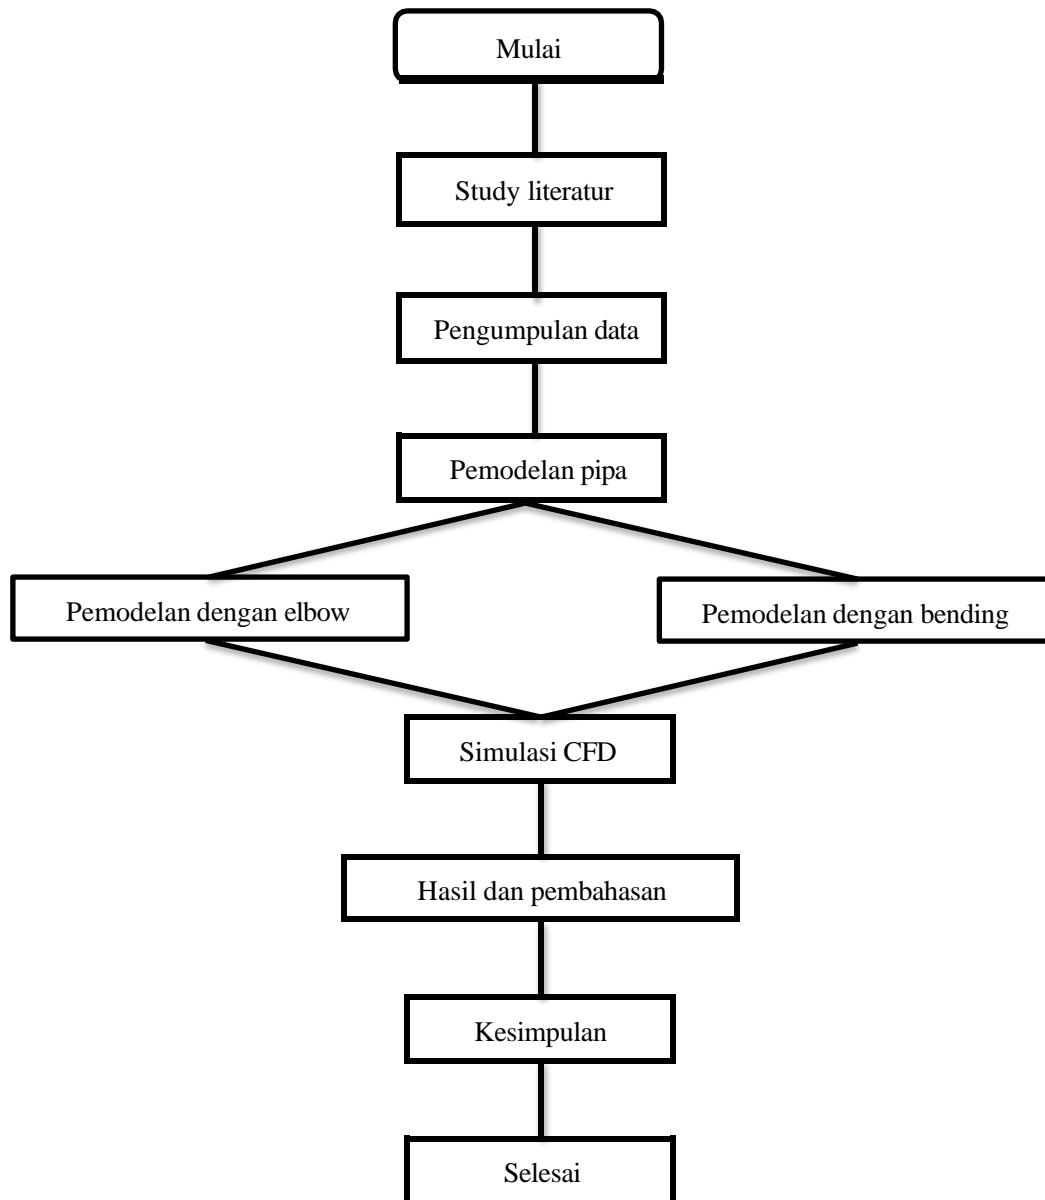 Mulai
Study literatur
Pengumpulan data
Pemodelan pipa
Pemodelan dengan elbow
Pemodelan dengan bending
Simulasi CFD
Hasil dan pembahasan
Kesimpulan
Selesai